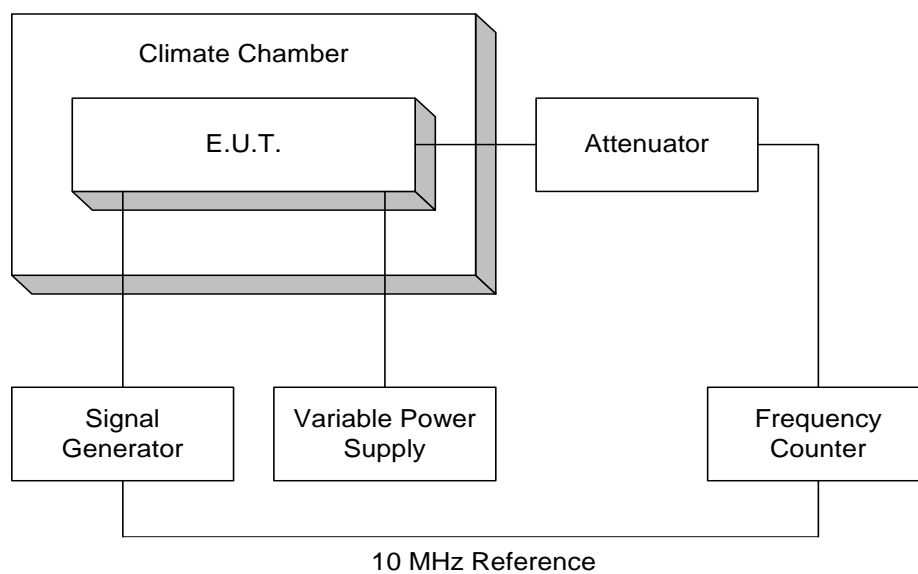 Climate Chamber
E.U.T.
Attenuator
Signal
Generator
Variable Power
Supply
Frequency
Counter
10 MHz Reference